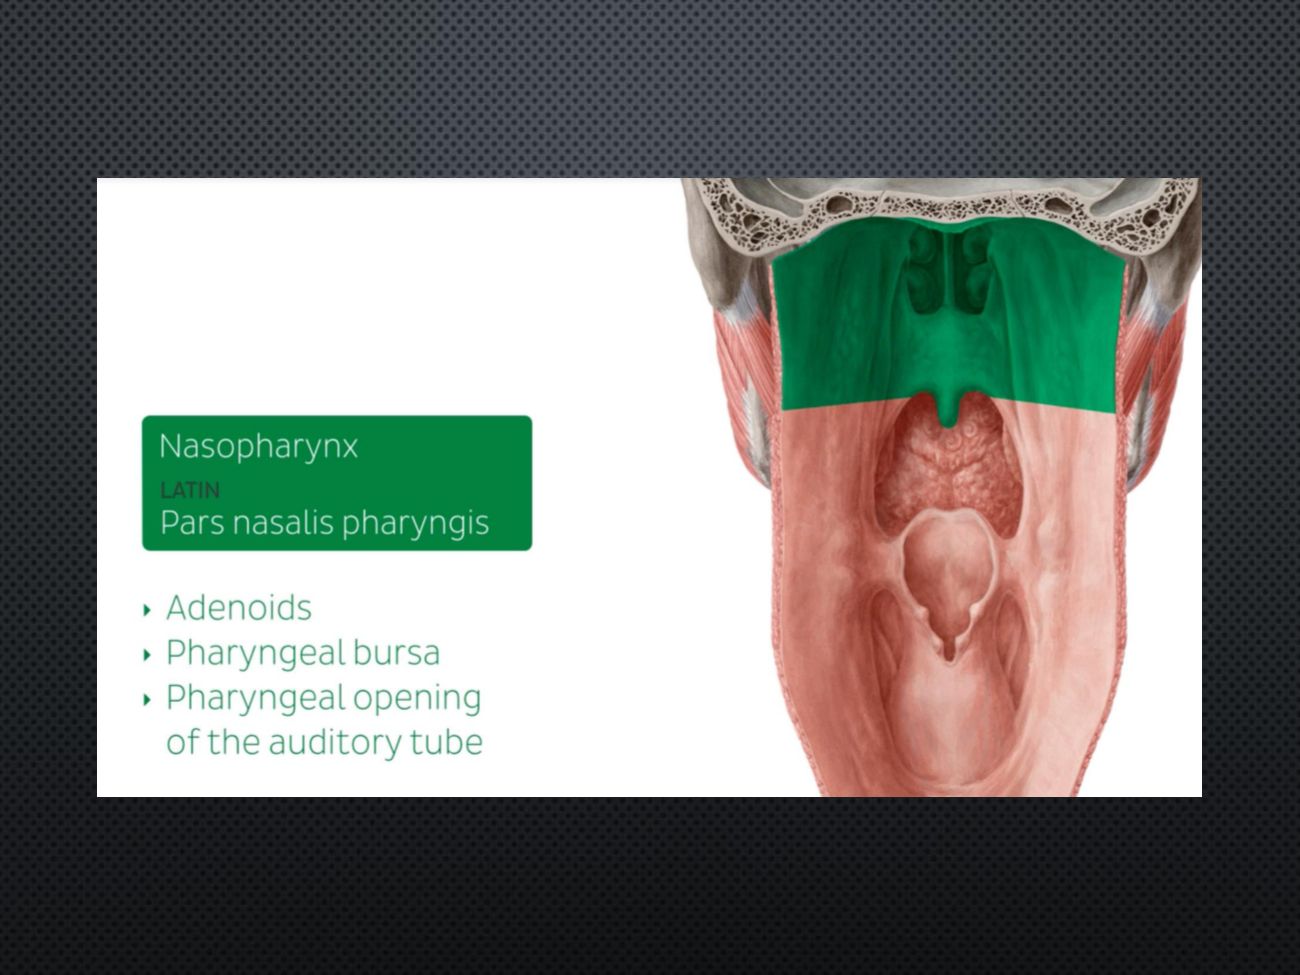 Nasopharynx
LATIN
Pars nasalis pharyngis
Adenoids
Pharyngeal bursa
Pharyngeal opening
of the auditory tube